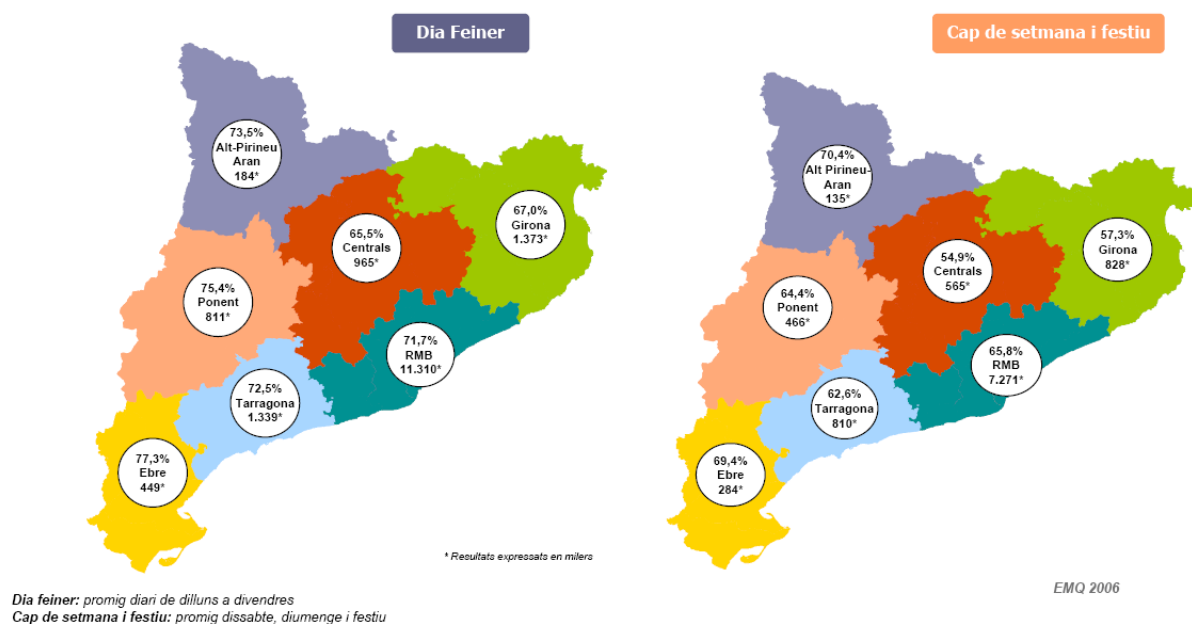 Dia Feiner
73,5%
Alt-Pirineu
Aran
184*
67,0%
Girona
1.373*
65,5%
Centrals
965*
75,4%
Ponent
811*
71,7%
RMB
11.310*
72,5%
Tarragona
1.339*
77,3%
Ebre
449*
* Resultats expressats en milers
Cap de setmana i festiu
70,4%
Alt Pirineu-
Aran
135*
57,3%
Girona
828*
54,9%
Centrals
565*
64,4%
Ponent
466*
65,8%
RMB
7.271*
62,6%
Tarragona
810*
69,4%
Ebre
284*
EMQ 2006
Dia feiner: promig diari de dilluns a divendres
Cap de setmana i festiu: promig dissabte, diumenge i festiu